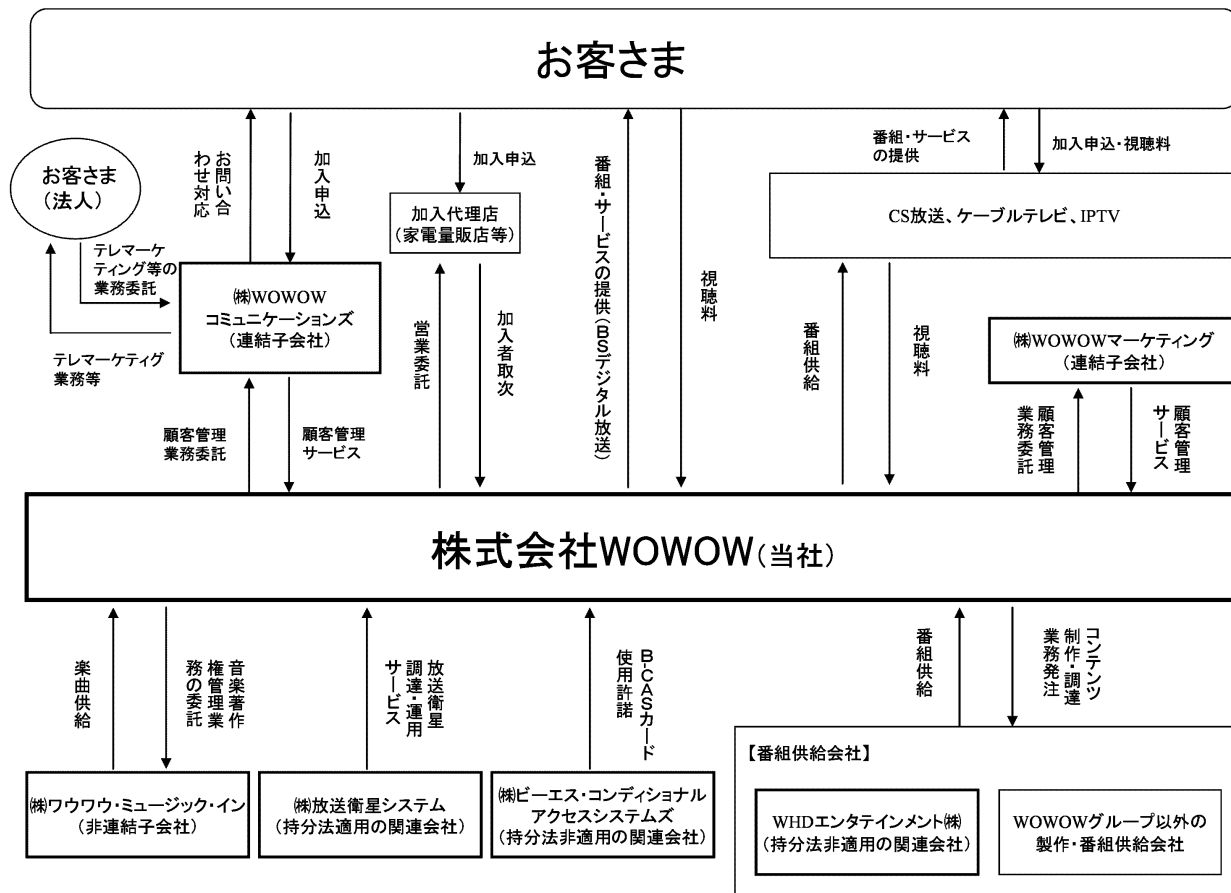 お客さま
お客さま
（法人）
お問い合
わせ対応
加入申込
加入申込
加入代理店
（家電量販店等）
番組・サービスの提供（BSデジタル放送）
視聴料
番組・サービス
の提供
加入申込・視聴料
CS放送、ケーブルテレビ、IPTV
テレマーケ
ティング等の
業務委託
テレマーケティグ
業務等
㈱WOWOW
コミュニケーションズ
（連結子会社）
営業委託
加入者取次
番組供給
視聴料
㈱WOWOWマーケティング
（連結子会社）
顧客管理
業務委託
顧客管理
サービス
顧客管理
業務委託
顧客管理
サービス
株式会社WOWOW（当社）
楽曲供給
音楽著作
権管理業
務の委託
放送衛星
調達・運用
サービス
B-CASカード
使用許諾
番組供給
コンテンツ
制作・調達
業務発注
㈱ワウワウ・ミュージック・イン
（非連結子会社）
㈱放送衛星システム
（持分法適用の関連会社）
㈱ビーエス・コンディショナル
アクセスシステムズ
（持分法非適用の関連会社）
【番組供給会社】
WHDエンタテインメント㈱
（持分法非適用の関連会社）
WOWOWグループ以外の
製作・番組供給会社